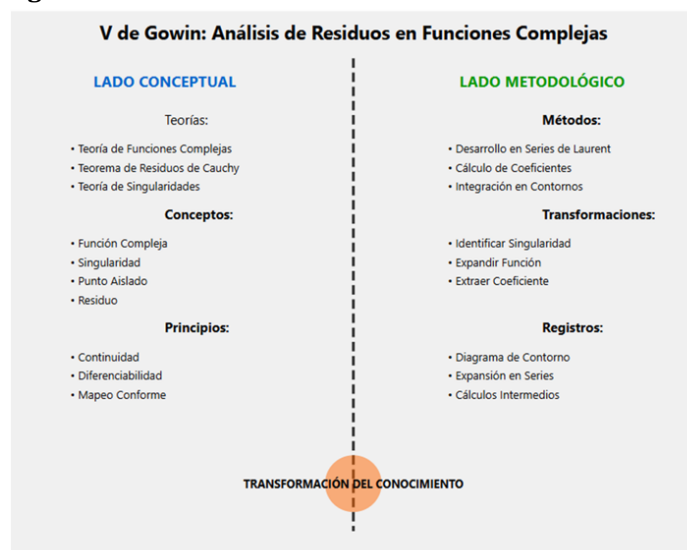 V de Gowin: Análisis de Residuos en Funciones Complejas
LADO CONCEPTUAL
Teorías:
• Teoría de Funciones Complejas
• Teorema de Residuos de Cauchy
• Teoría de Singularidades
Conceptos:
• Función Compleja
• Singularidad
• Punto Aislado
• Residuo
Principios:
• Continuidad
• Diferenciabilidad
• Mapeo Conforme
LADO METODOLÓGICO
Métodos:
• Desarrollo en Series de Laurent
• Cálculo de Coeficientes
• Integración en Contornos
Transformaciones:
• Identificar Singularidad
• Expandir Función
• Extraer Coeficiente
Registros:
• Diagrama de Contorno
• Expansión en Series
• Cálculos Intermedios
TRANSFORMACIÓN DEL CONOCIMIENTO